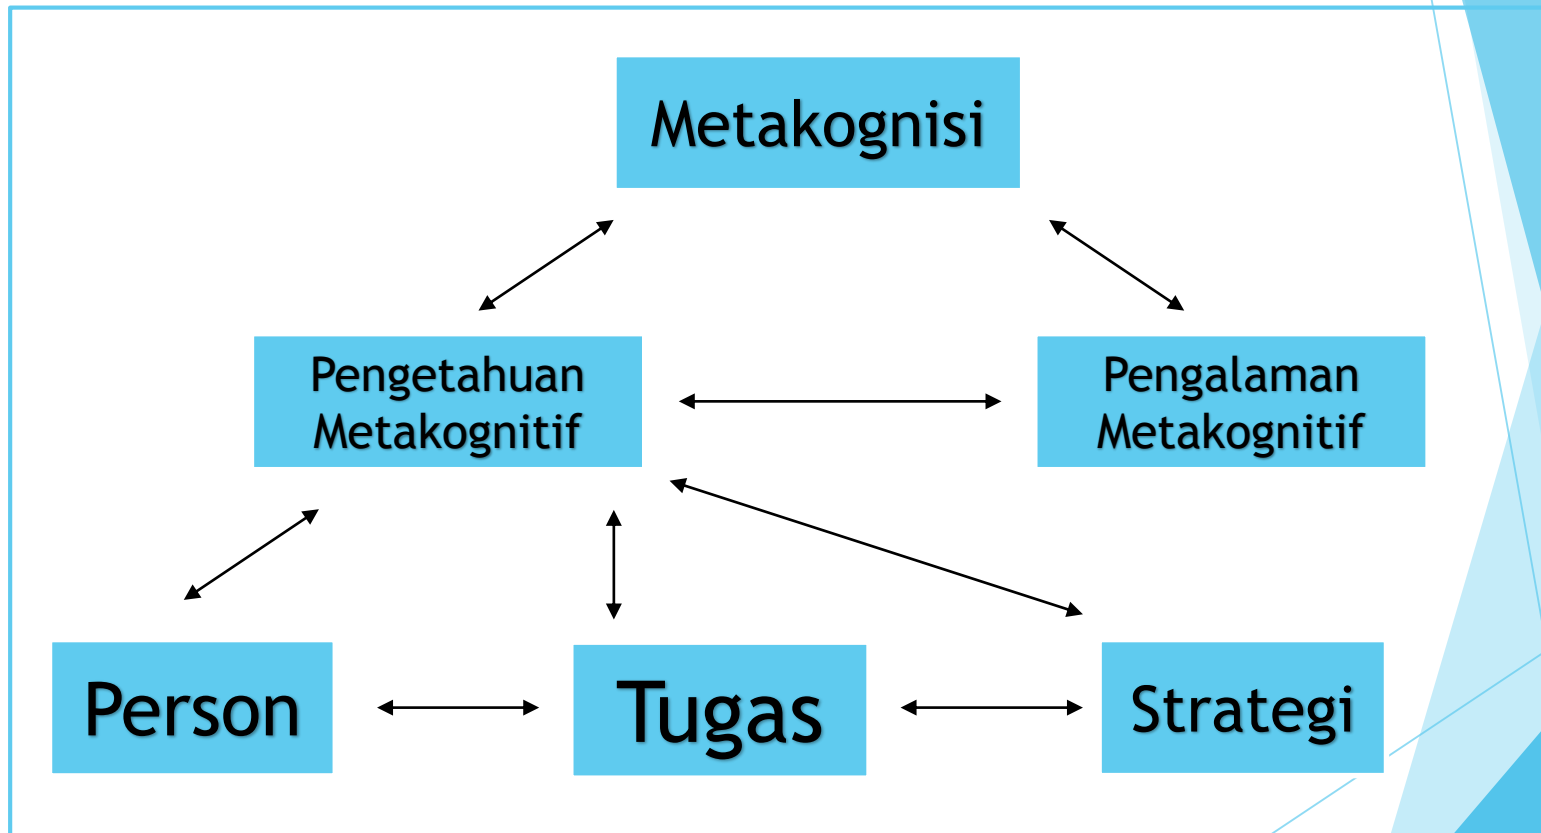 Metakognisi
Pengetahuan
Metakognitif
Pengalaman
Metakognitif
Person
Tugas
Strategi